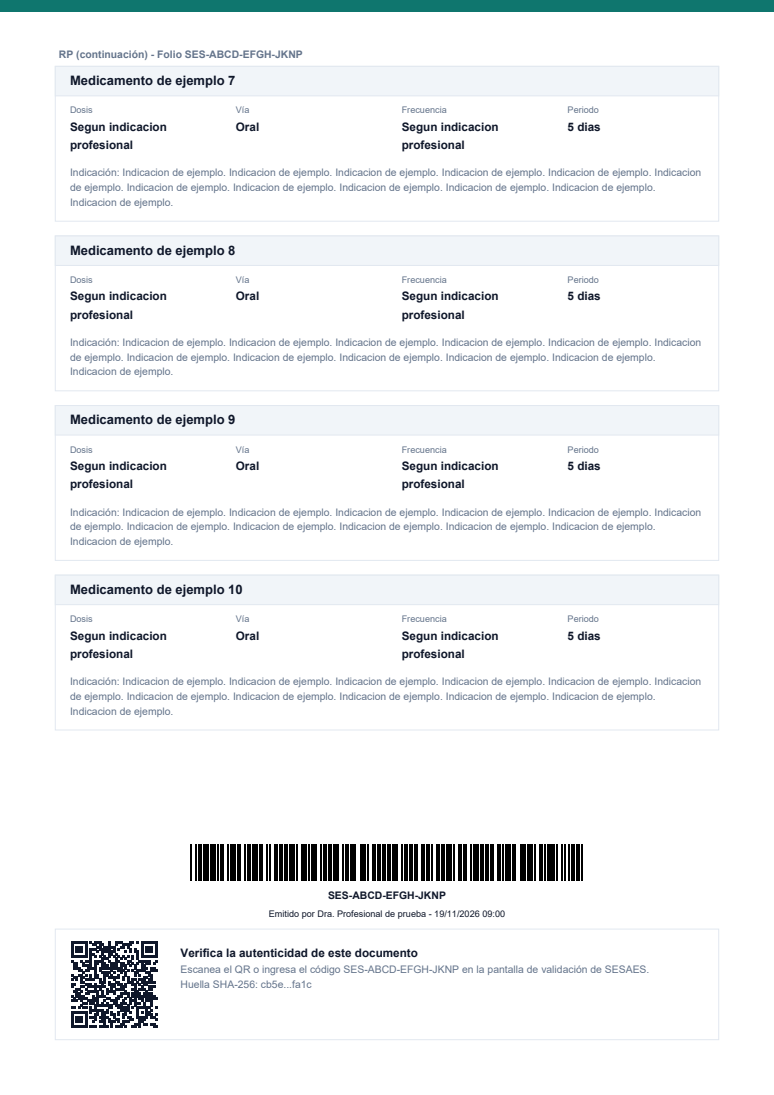 RP (continuación) - Folio SES-ABCD-EFGH-JKNP
Medicamento de ejemplo 7
Dosis Vía Frecuencia Periodo
Segun indicacion Oral Segun indicacion 5 dias
profesional profesional
Indicación: Indicacion de ejemplo. Indicacion de ejemplo. Indicacion de ejemplo. Indicacion de ejemplo. Indicacion de ejemplo. Indicacion
de ejemplo. Indicacion de ejemplo. Indicacion de ejemplo. Indicacion de ejemplo. Indicacion de ejemplo. Indicacion de ejemplo.
Indicacion de ejemplo.
Medicamento de ejemplo 8
Dosis Vía Frecuencia Periodo
Segun indicacion Oral Segun indicacion 5 dias
profesional profesional
Indicación: Indicacion de ejemplo. Indicacion de ejemplo. Indicacion de ejemplo. Indicacion de ejemplo. Indicacion de ejemplo. Indicacion
de ejemplo. Indicacion de ejemplo. Indicacion de ejemplo. Indicacion de ejemplo. Indicacion de ejemplo. Indicacion de ejemplo.
Indicacion de ejemplo.
Medicamento de ejemplo 9
Dosis Vía Frecuencia Periodo
Segun indicacion Oral Segun indicacion 5 dias
profesional profesional
Indicación: Indicacion de ejemplo. Indicacion de ejemplo. Indicacion de ejemplo. Indicacion de ejemplo. Indicacion de ejemplo. Indicacion
de ejemplo. Indicacion de ejemplo. Indicacion de ejemplo. Indicacion de ejemplo. Indicacion de ejemplo. Indicacion de ejemplo.
Indicacion de ejemplo.
Medicamento de ejemplo 10
Dosis Vía Frecuencia Periodo
Segun indicacion Oral Segun indicacion 5 dias
profesional profesional
Indicación: Indicacion de ejemplo. Indicacion de ejemplo. Indicacion de ejemplo. Indicacion de ejemplo. Indicacion de ejemplo. Indicacion
de ejemplo. Indicacion de ejemplo. Indicacion de ejemplo. Indicacion de ejemplo. Indicacion de ejemplo. Indicacion de ejemplo.
Indicacion de ejemplo.
SES-ABCD-EFGH-JKNP
Emitido por Dra. Profesional de prueba - 19/11/2026 09:00
Verifica la autenticidad de este documento
Escanea el QR o ingresa el código SES-ABCD-EFGH-JKNP en la pantalla de validación de SESAES.
Huella SHA-256: cb5e...fa1c